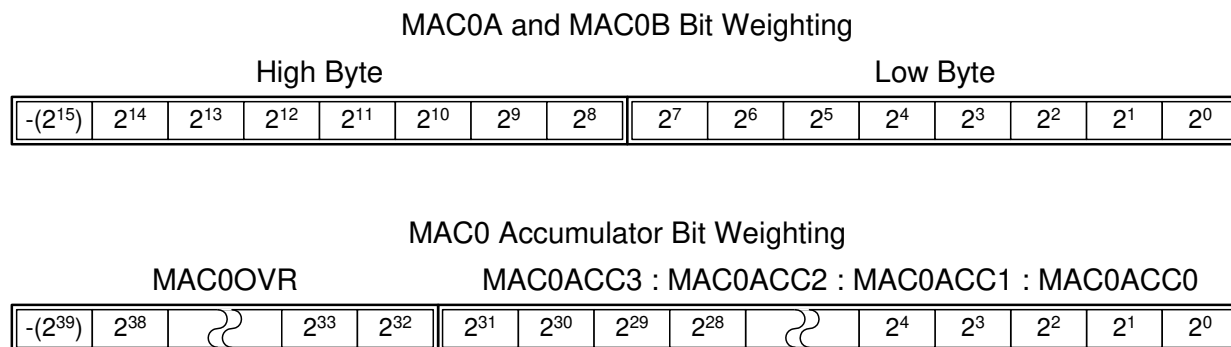 MAC0A and MAC0B Bit Weighting
High Byte Low Byte
-(2¹⁵) 2¹⁴ 2¹³ 2¹² 2¹¹ 2¹⁰ 2⁹ 2⁸ 2⁷ 2⁶ 2⁵ 2⁴ 2³ 2² 2¹ 2⁰
MAC0 Accumulator Bit Weighting
MAC0OVR MAC0ACC3 : MAC0ACC2 : MAC0ACC1 : MAC0ACC0
-(2³⁹) 2³⁸ 2³³ 2³² 2³¹ 2³⁰ 2²⁹ 2²⁸ 2⁴ 2³ 2² 2¹ 2⁰